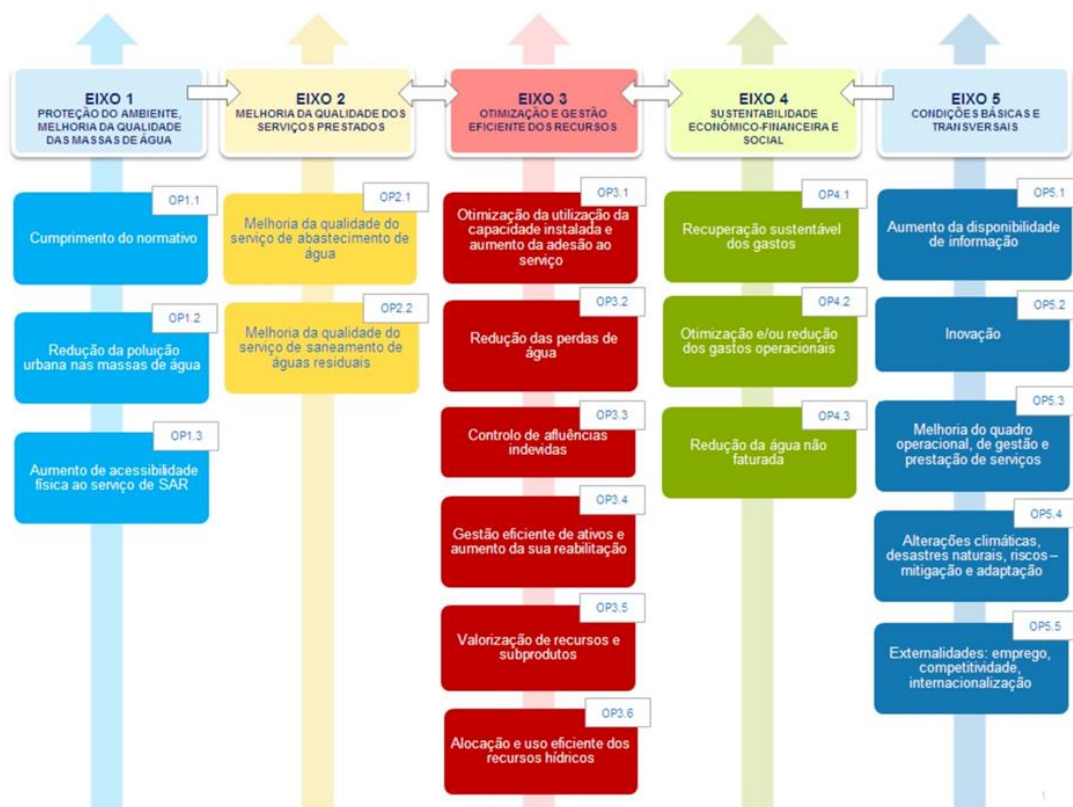 EIXO 1
PROTEÇÃO DO AMBIENTE,
MELHORIA DA QUALIDADE
DAS MASSAS DE ÁGUA
EIXO 2
MELHORIA DA QUALIDADE DOS
SERVIÇOS PRESTADOS
EIXO 3
OTIMIZAÇÃO E GESTÃO
EFICIENTE DOS RECURSOS
EIXO 4
SUSTENTABILIDADE
ECONÓMICO-FINANCEIRA E
SOCIAL
EIXO 5
CONDIÇÕES BÁSICAS E
TRANSVERSAIS
OP1.1
Cumprimento do normativo
OP1.2
Redução da poluição
urbana nas massas de água
OP1.3
Aumento de acessibilidade
física ao serviço de SAR
OP2.1
Melhoria da qualidade do
serviço de abastecimento de
água
OP2.2
Melhoria da qualidade do
serviço de saneamento de
águas residuais
OP3.1
Otimização da utilização da
capacidade instalada e
aumento da adesão ao
serviço
OP3.2
Redução das perdas de
água
OP3.3
Controlo de afluências
indevidas
OP3.4
Gestão eficiente de ativos e
aumento da sua reabilitação
OP3.5
Valorização de recursos e
subprodutos
OP3.6
Alocação e uso eficiente dos
recursos hídricos
OP4.1
Recuperação sustentável
dos gastos
OP4.2
Otimização e/ou redução
dos gastos operacionais
OP4.3
Redução da água não
faturada
OP5.1
Aumento da disponibilidade
de informação
OP5.2
Inovação
OP5.3
Melhoria do quadro
operacional, de gestão e
prestação de serviços
OP5.4
Alterações climáticas,
desastres naturais, riscos –
mitigação e adaptação
OP5.5
Externalidades: emprego,
competitividade,
internacionalização
1